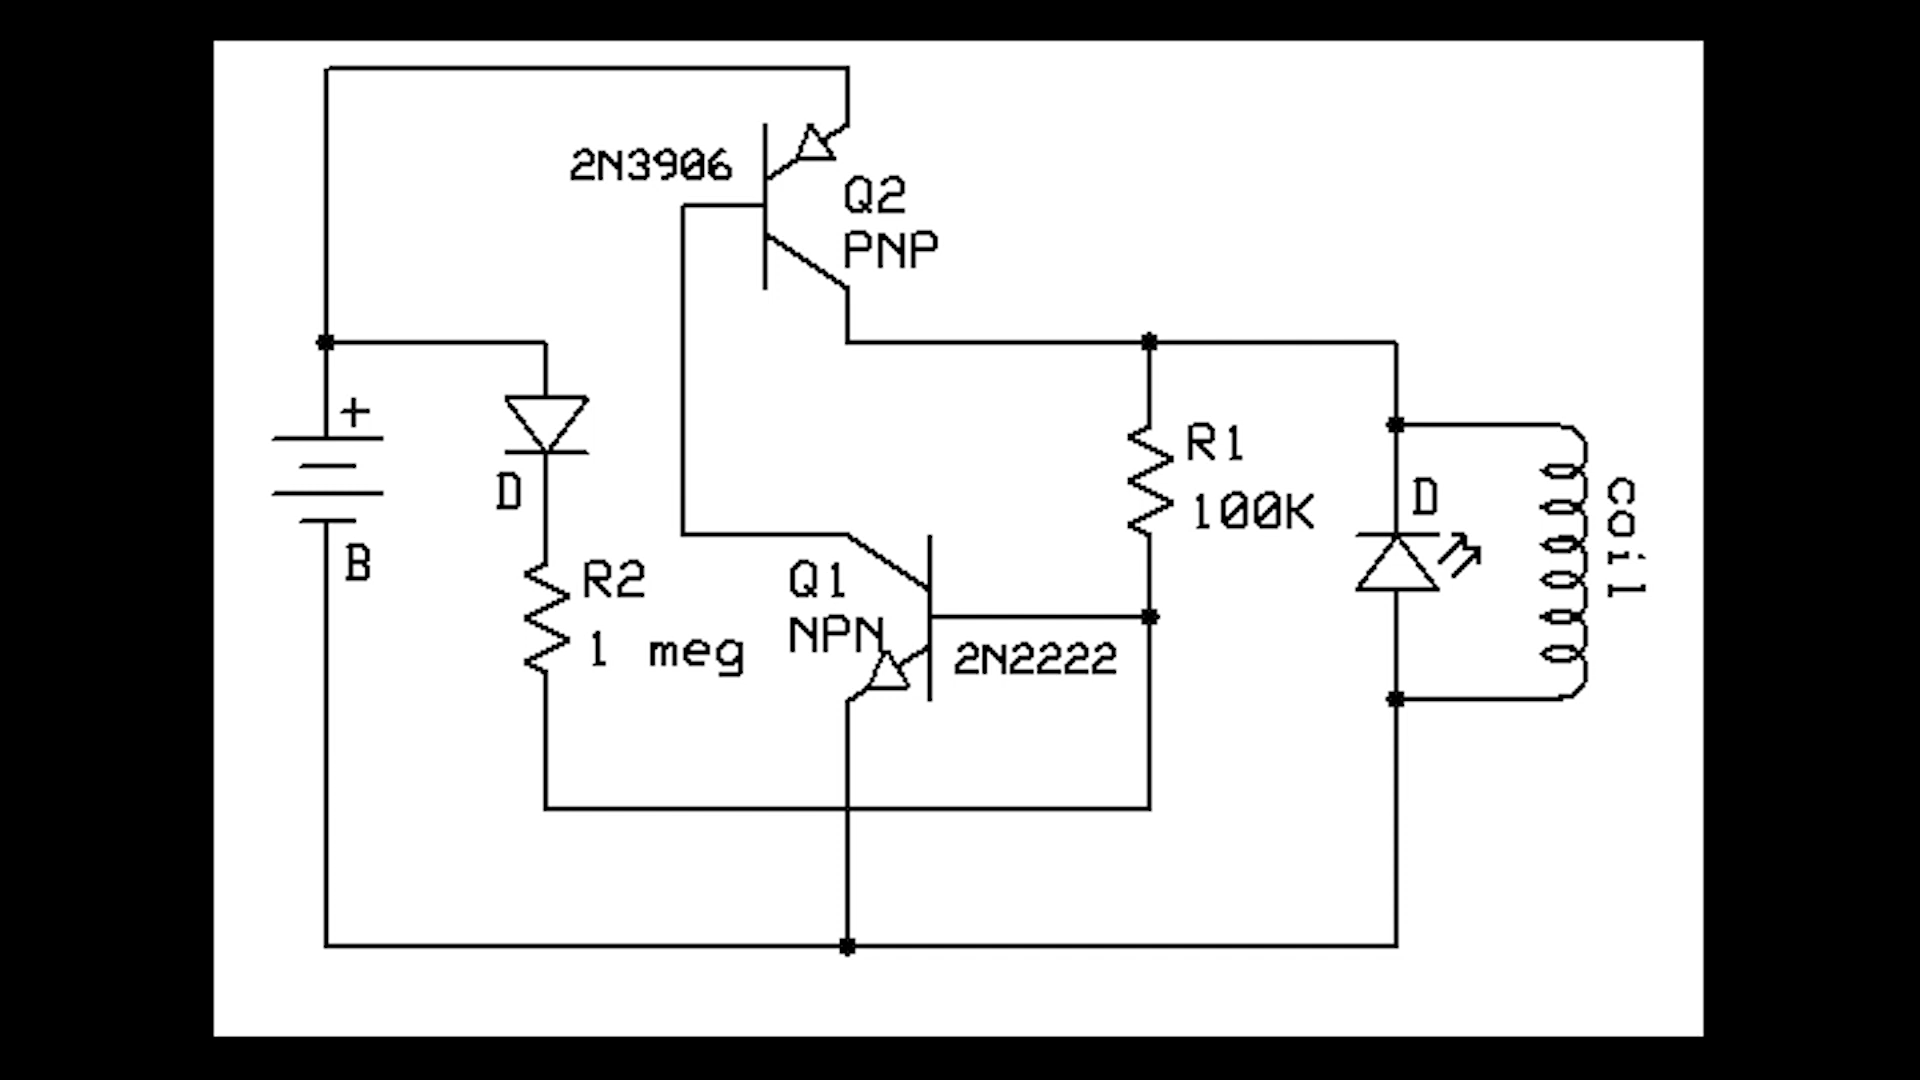 2N3906
Q2
PNP
+
D
B
R2
1 meg
Q1
NPN
2N2222
R1
100K
D
coil